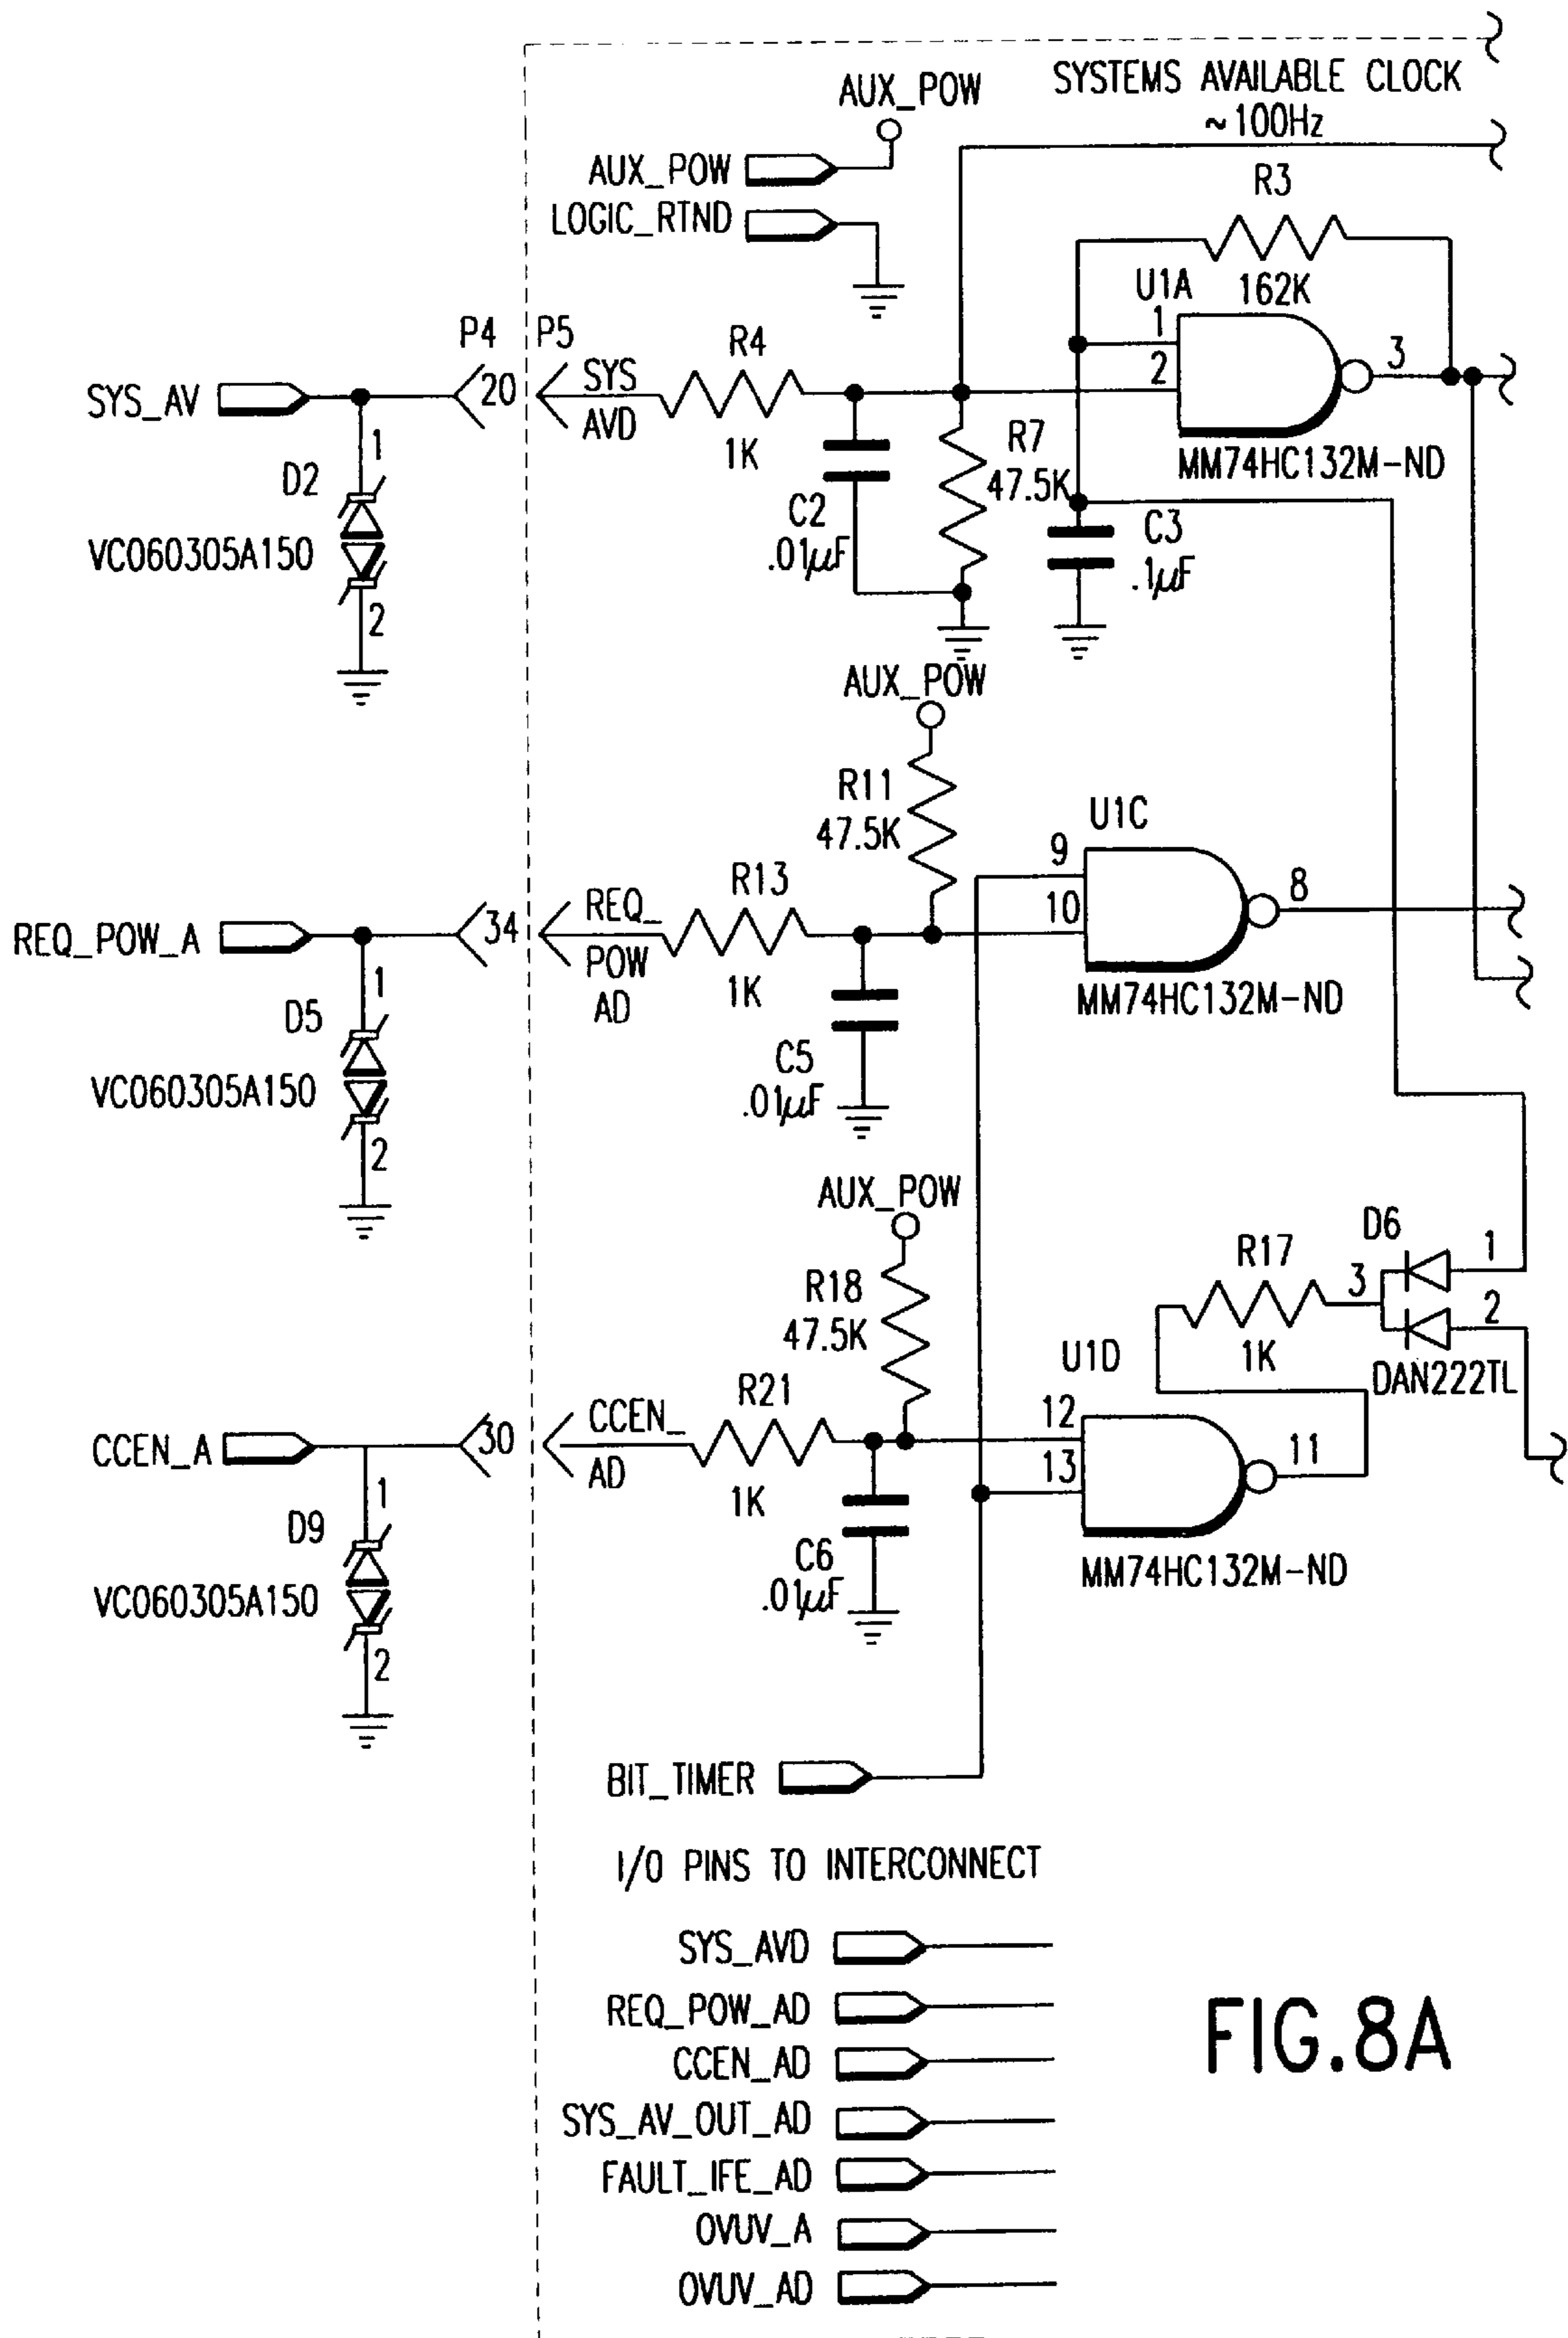 SYSTEMS AVAILABLE CLOCK
~100Hz
AUX_POW
AUX_POW
LOGIC_RTND
R3
162K
U1A
1
2
3
MM74HC132M-ND
SYS_AV
P4
P5
20
SYS
AVD
R4
1K
D2
1
VC060305A150
2
C2
.01µF
R7
47.5K
C3
.1µF
AUX_POW
R11
47.5K
U1C
9
10
8
MM74HC132M-ND
REQ_POW_A
34
REQ_
POW
AD
R13
1K
D5
1
VC060305A150
2
C5
.01µF
AUX_POW
R18
47.5K
D6
1
2
3
R17
1K
DAN222TL
U1D
12
13
11
MM74HC132M-ND
CCEN_A
30
CCEN_
AD
R21
1K
D9
1
VC060305A150
2
C6
.01µF
BIT_TIMER
I/O PINS TO INTERCONNECT
SYS_AVD
REQ_POW_AD
CCEN_AD
SYS_AV_OUT_AD
FAULT_IFE_AD
OVUV_A
OVUV_AD
FIG.8A